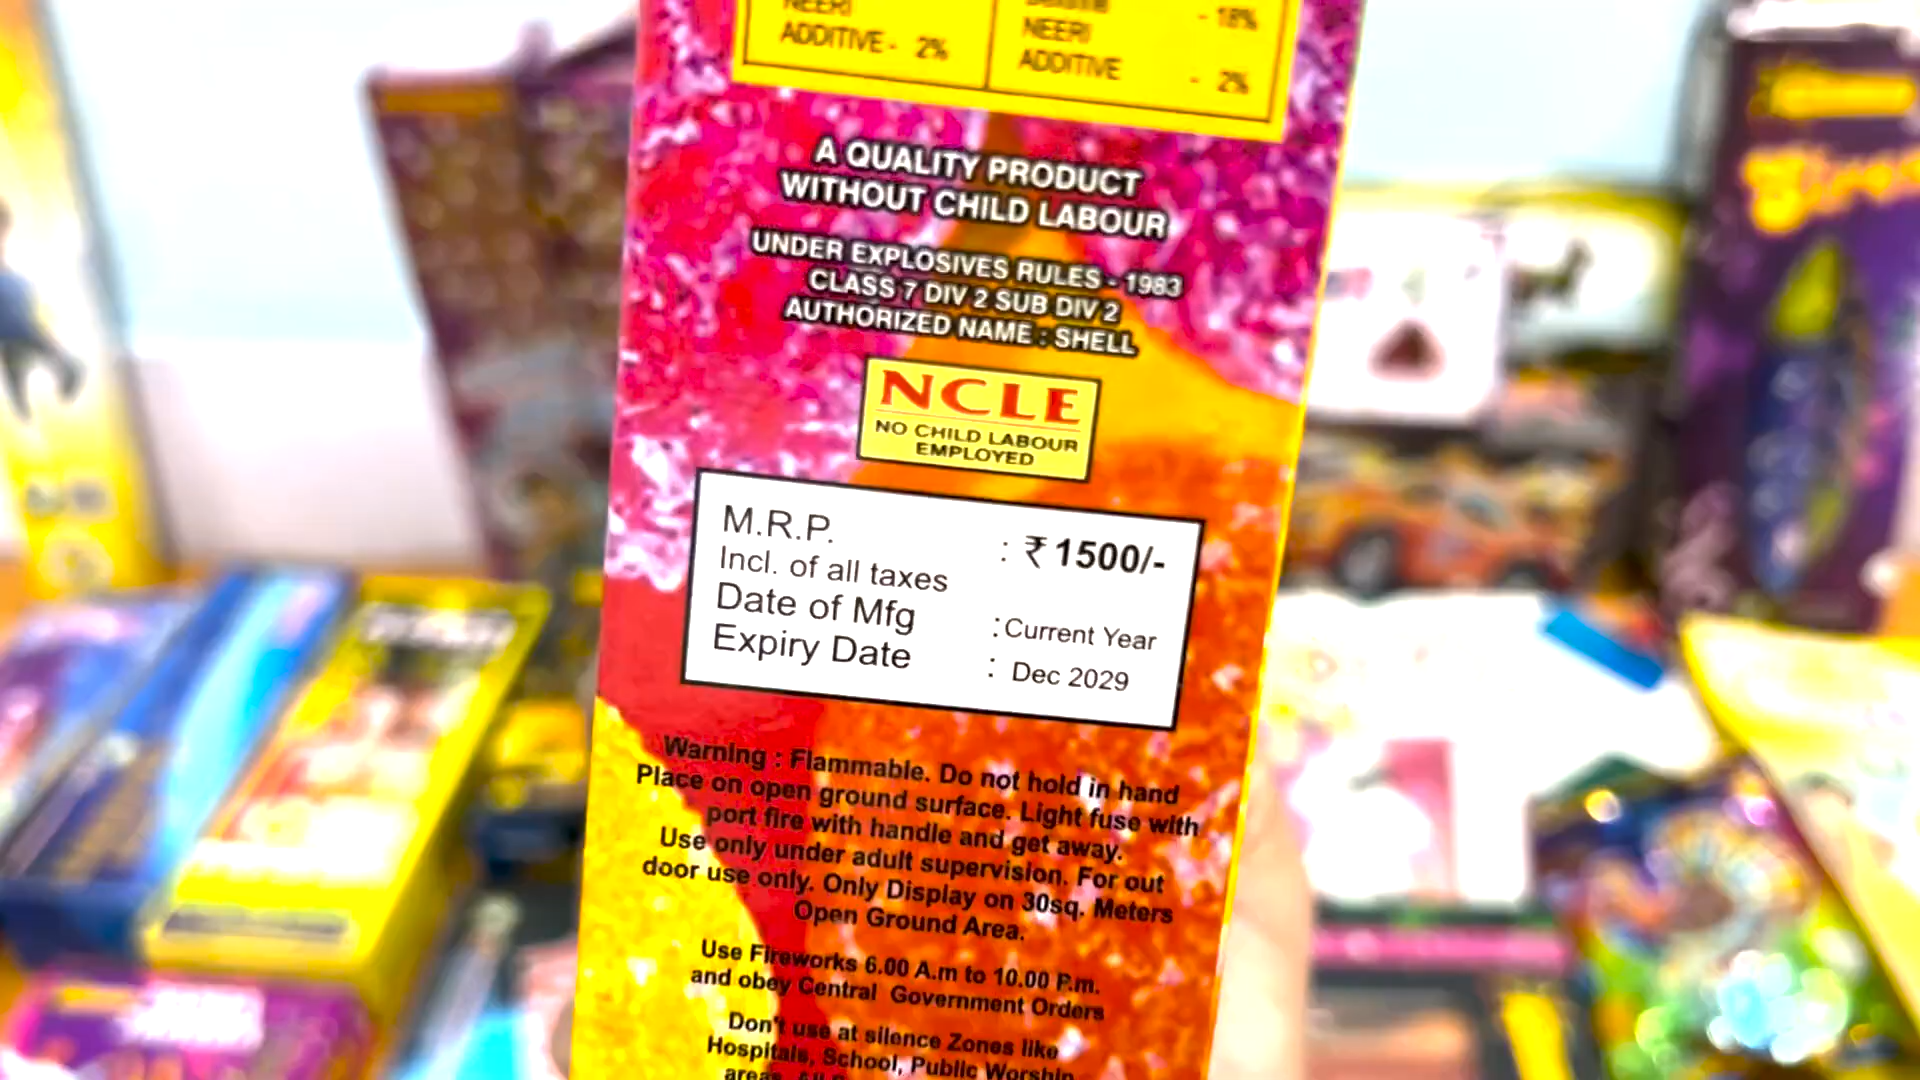 NEERI
ADDITIVE - 2%
- 18%
NEERI
ADDITIVE - 2%
A QUALITY PRODUCT
WITHOUT CHILD LABOUR
UNDER EXPLOSIVES RULES - 1983
CLASS 7 DIV 2 SUB DIV 2
AUTHORIZED NAME : SHELL
NCLE
NO CHILD LABOUR
EMPLOYED
M.R.P. : ₹ 1500/-
Incl. of all taxes
Date of Mfg : Current Year
Expiry Date : Dec 2029
Warning : Flammable. Do not hold in hand
Place on open ground surface. Light fuse with
port fire with handle and get away.
Use only under adult supervision. For out
door use only. Only Display on 30sq. Meters
Open Ground Area.
Use Fireworks 6.00 A.m to 10.00 P.m.
and obey Central Government Orders
Don't use at silence Zones like
Hospitals, School, Public Worship
areas